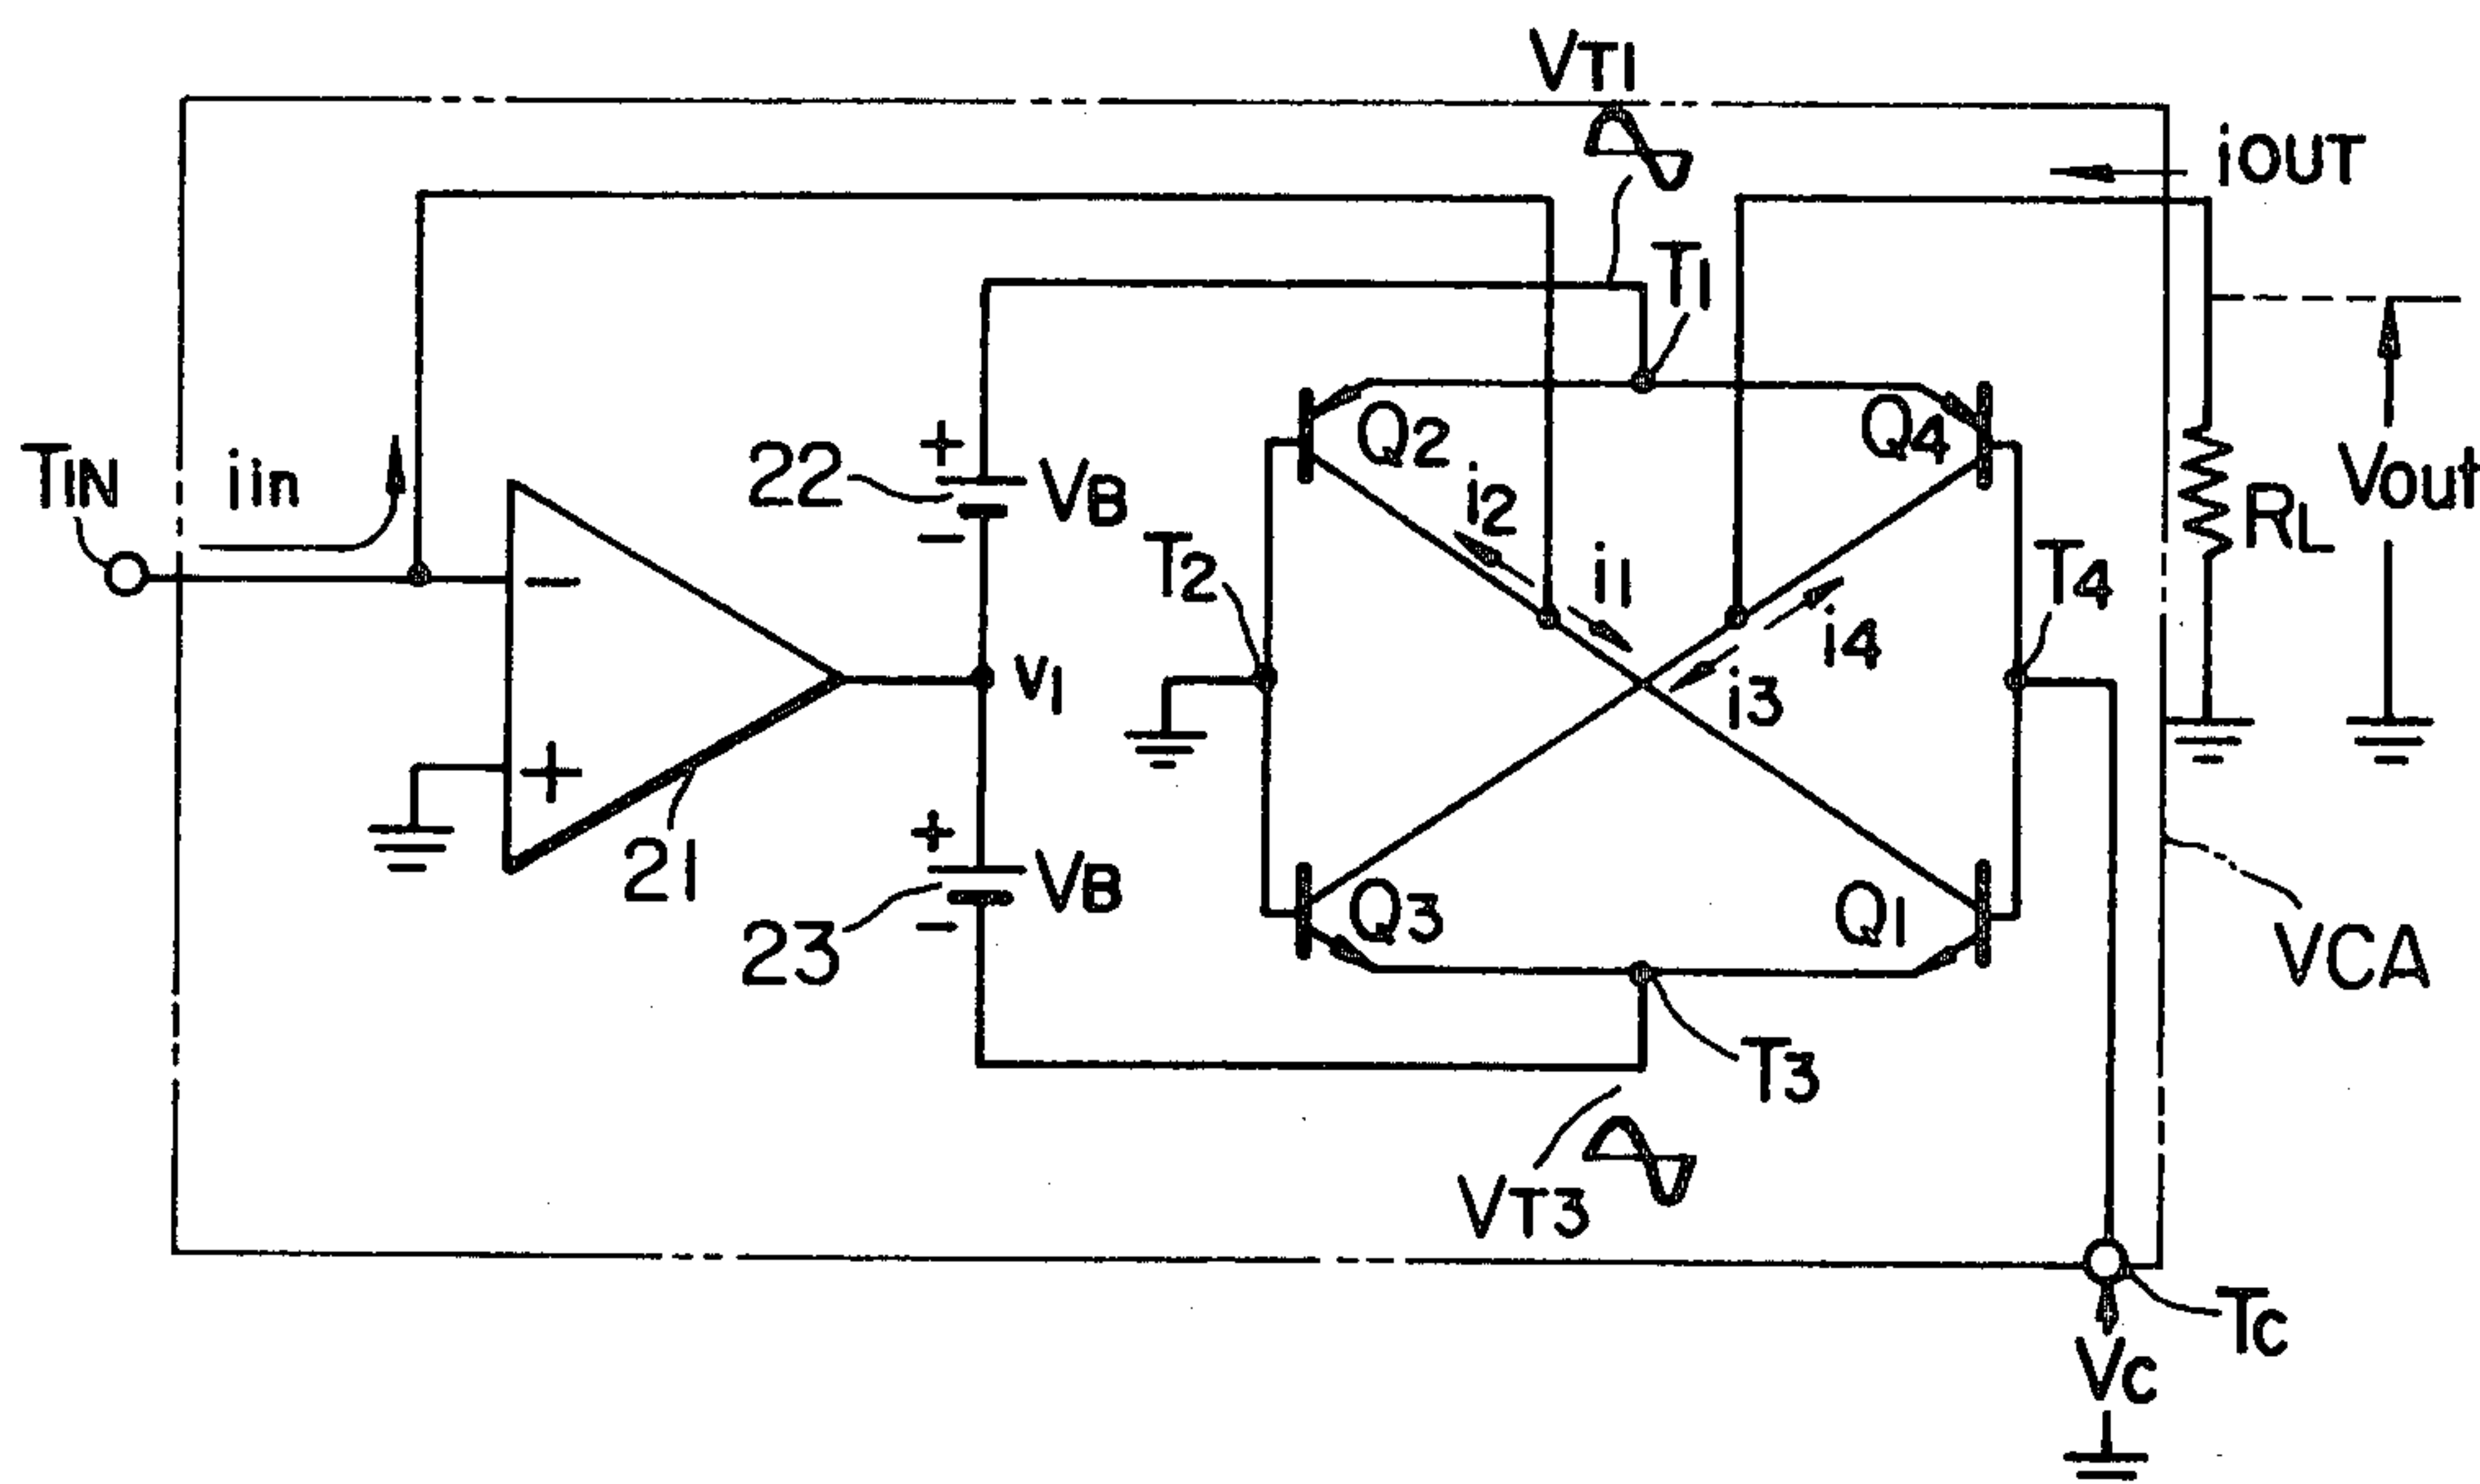 VT1
iOUT
T1
Q2
Q4
+
22
VB
−
TIN
iin
i2
i1
T2
T4
RL
Vout
−
i4
v1
i3
+
21
+
VB
23
−
Q3
Q1
VCA
T3
VT3
TC
VC